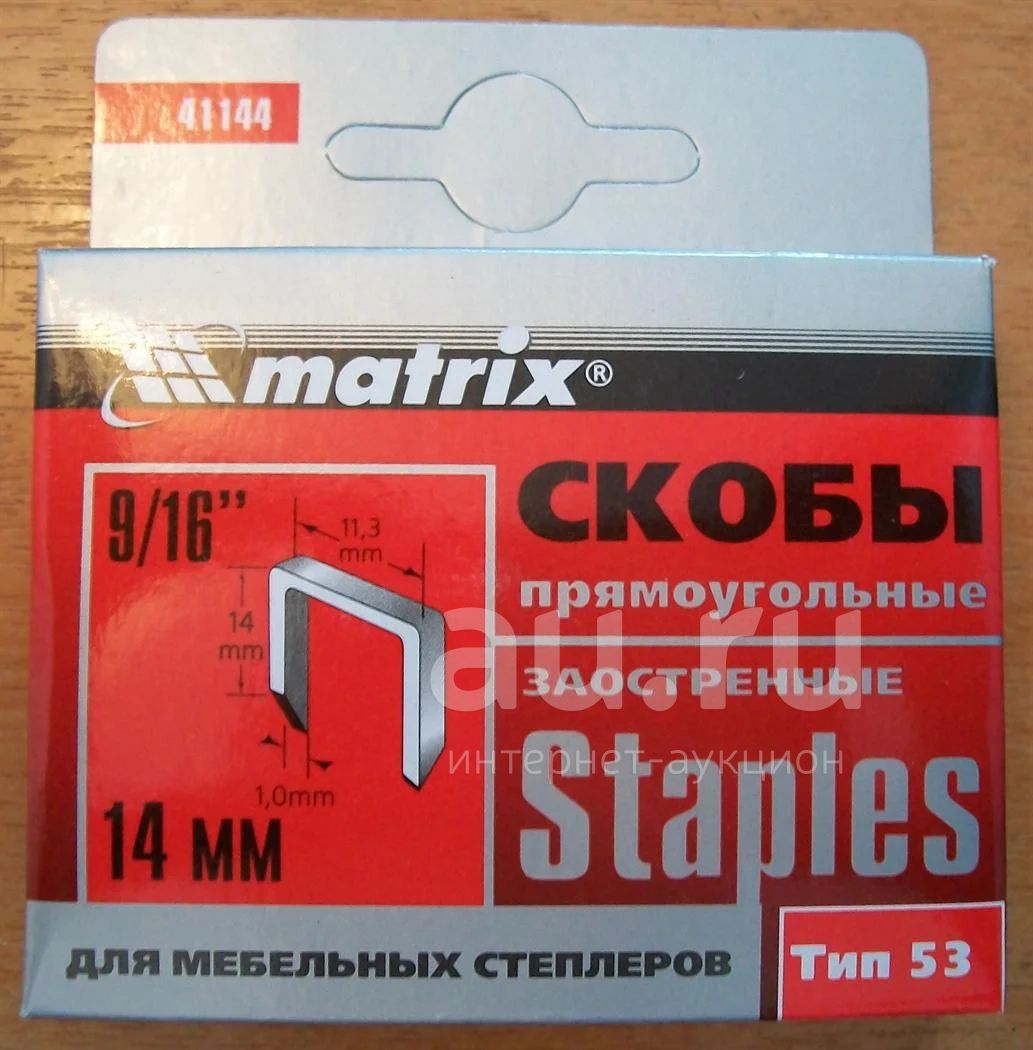 41144
matrix®
9/16”
11,3
mm
14
mm
1,0mm
14 мм
СКОБЫ
прямоугольные
ЗАОСТРЕННЫЕ
Staples
ДЛЯ МЕБЕЛЬНЫХ СТЕПЛЕРОВ
Тип 53
au.ru
интернет-аукцион